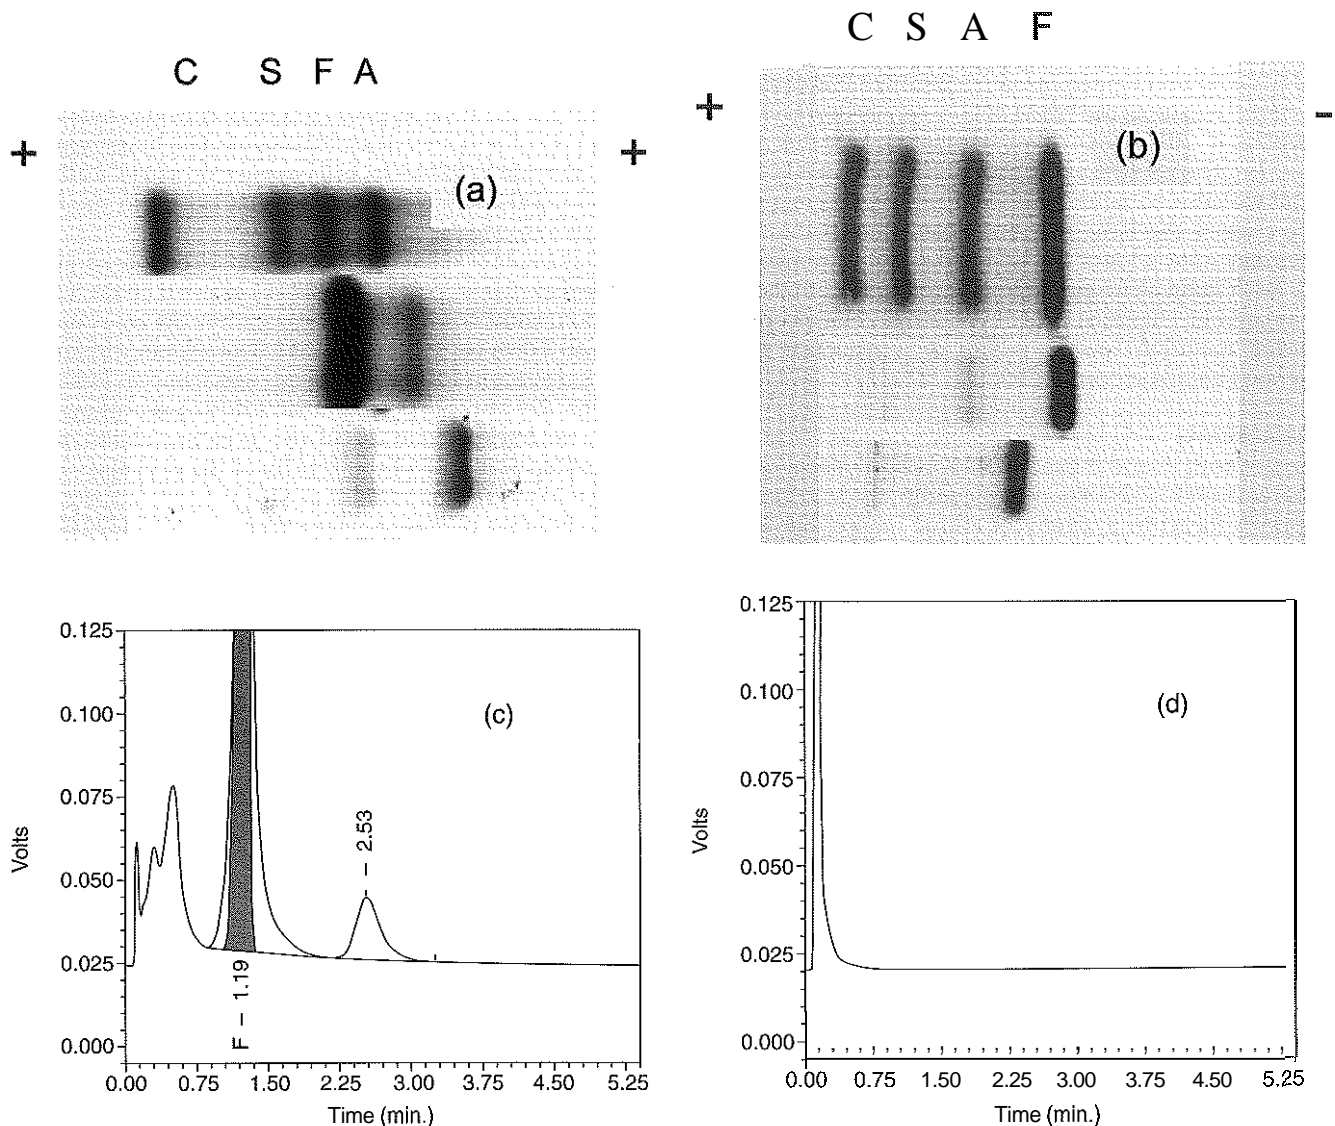 C S F A
+ +
(a)
C S A F
+ -
(b)
0.125
0.100
0.075
0.050
0.025
0.000
Volts
(c)
2.53
F – 1.19
0.00 0.75 1.50 2.25 3.00 3.75 4.50 5.25
Time (min.)
0.125
0.100
0.075
0.050
0.025
0.000
Volts
(d)
0.00 0.75 1.50 2.25 3.00 3.75 4.50 5.25
Time (min.)